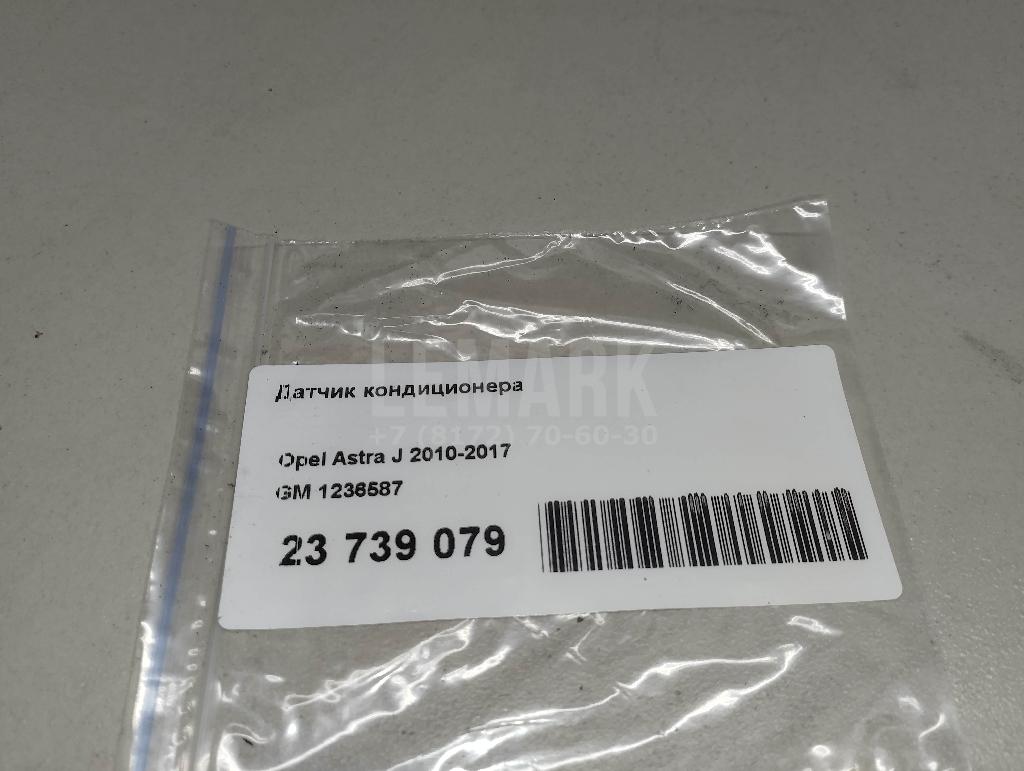 Датчик кондиционера
LEMARK
+7 (8172) 70-60-30
Opel Astra J 2010-2017
GM 1236587
23 739 079